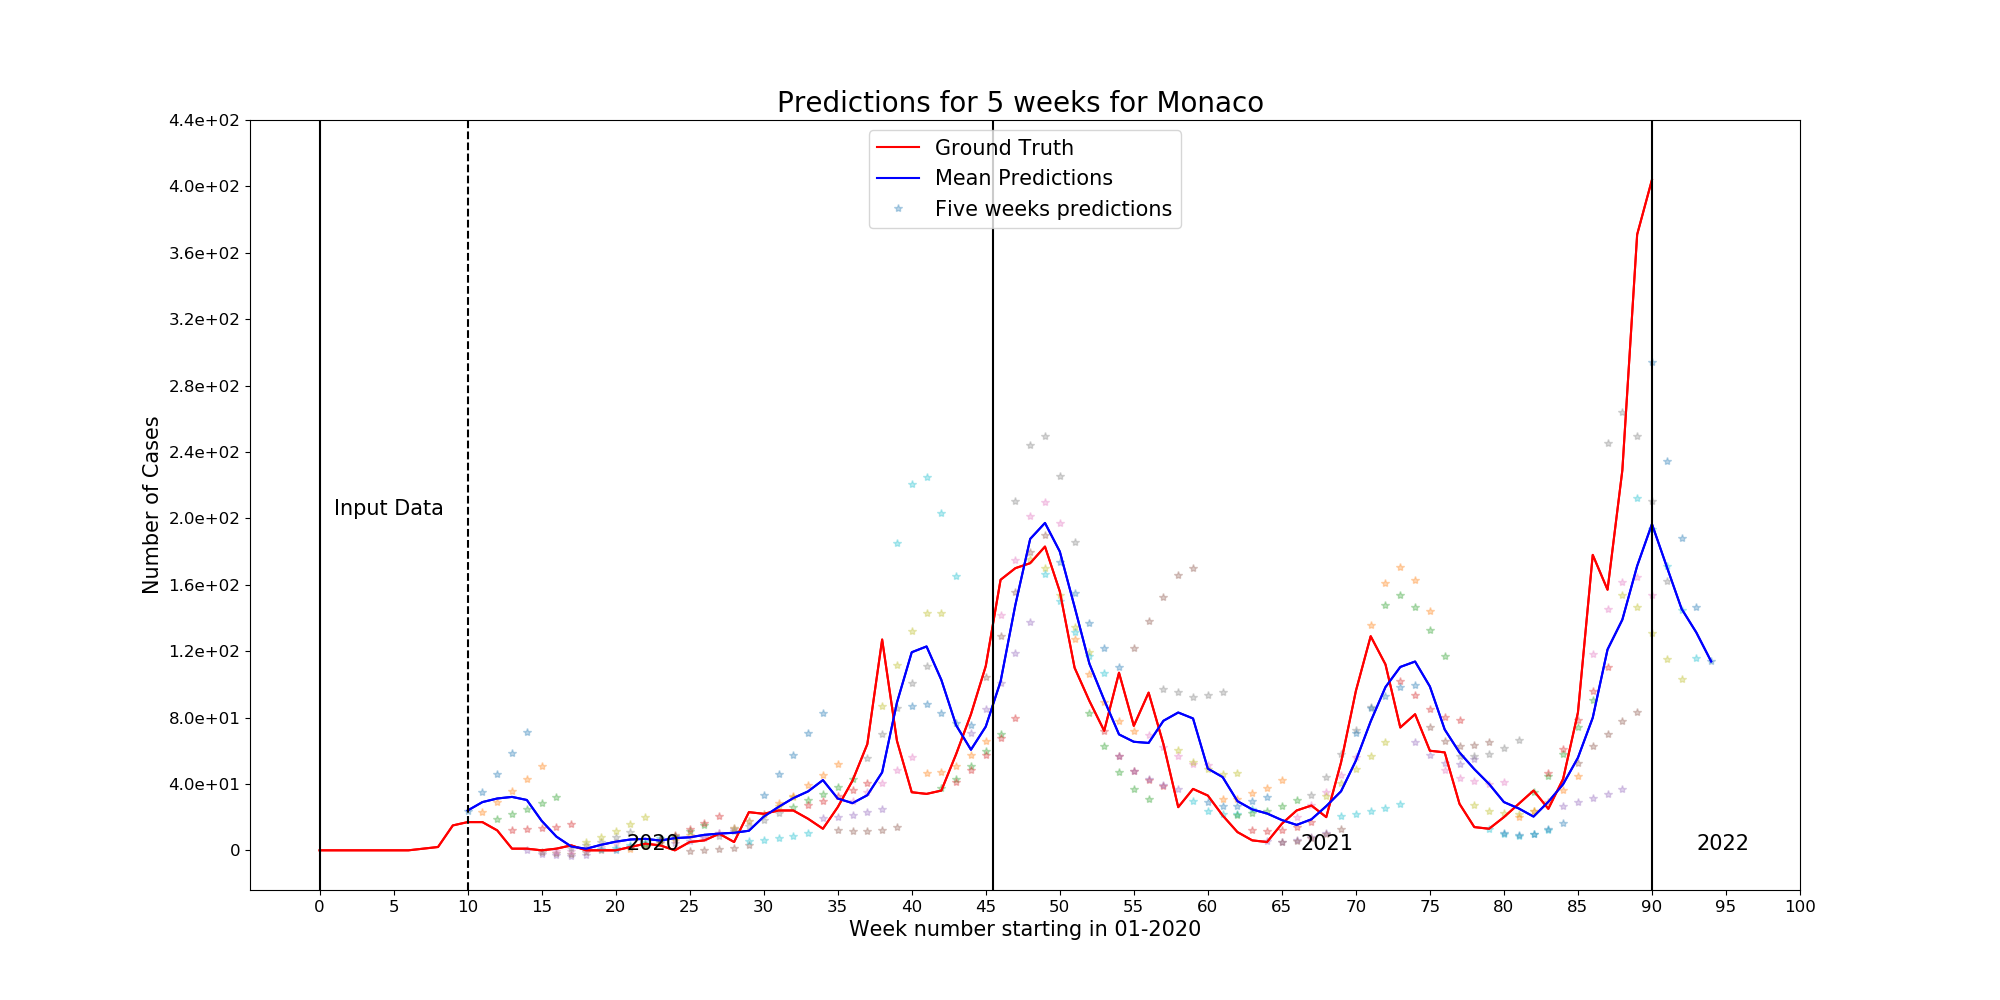 Predictions for 5 weeks for Monaco
4.4e+02
4.0e+02
3.6e+02
3.2e+02
2.8e+02
2.4e+02
2.0e+02
1.6e+02
1.2e+02
8.0e+01
4.0e+01
0
Number of Cases
Ground Truth
Mean Predictions
Five weeks predictions
Input Data
2020 2021 2022
0 5 10 15 20 25 30 35 40 45 50 55 60 65 70 75 80 85 90 95 100
Week number starting in 01-2020